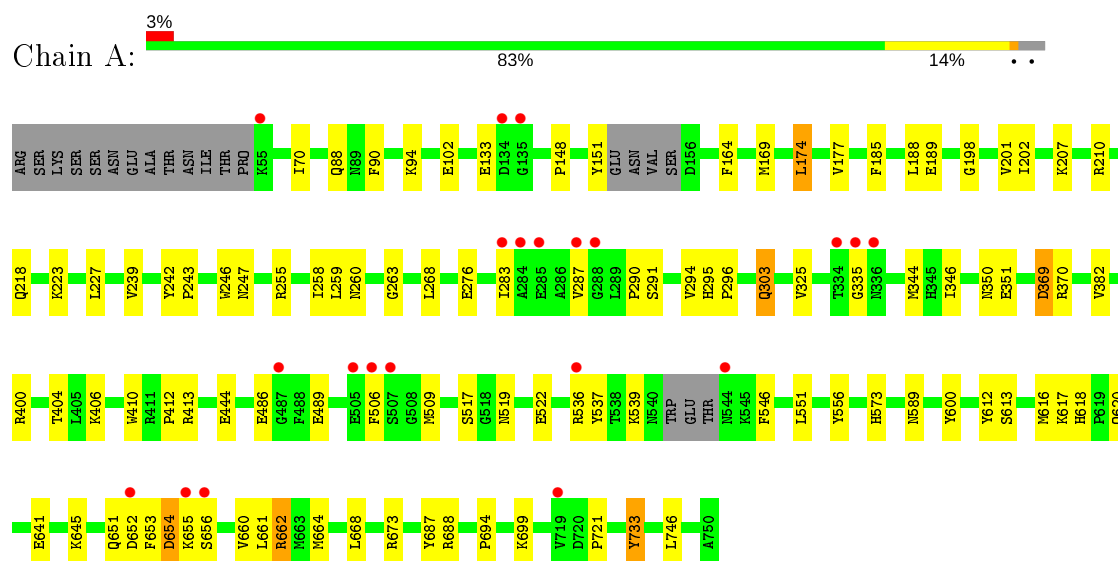 3%
Chain A:
83% 14% • •
ARG SER LYS SER SER ASN GLU ALA THR ASN ILE THR PRO K55 I70 Q88 N89 F90 K94 E102 E133 D134 G135 P148 Y151 GLU ASN VAL SER D156 F164 M169 L174 V177 F185 L188 E189 G198 V201 I202 K207 R210
Q218 K223 L227 V239 Y242 P243 W246 N247 R255 I258 L259 N260 G263 L268 E276 I283 A284 E285 A286 V287 G288 L289 P290 S291 V294 H295 P296 Q303 V325 T334 G335 N336 M344 H345 I346 N350 E351 D369 R370 V382
R400 T404 L405 K406 W410 R411 P412 R413 E444 E486 G487 F488 E489 E505 F506 S507 G508 M509 S517 G518 N519 E522 R536 Y537 T538 K539 N540 TRP GLU THR N544 K545 F546 L551 Y556 H573 N589 Y600 Y612 S613 M616 K617 H618 P619
E641 K645 Q651 D652 F653 D654 K655 S656 V660 L661 R662 M663 M664 L668 R673 Y687 R688 P694 K699 V719 D720 P721 Y733 L746 A750